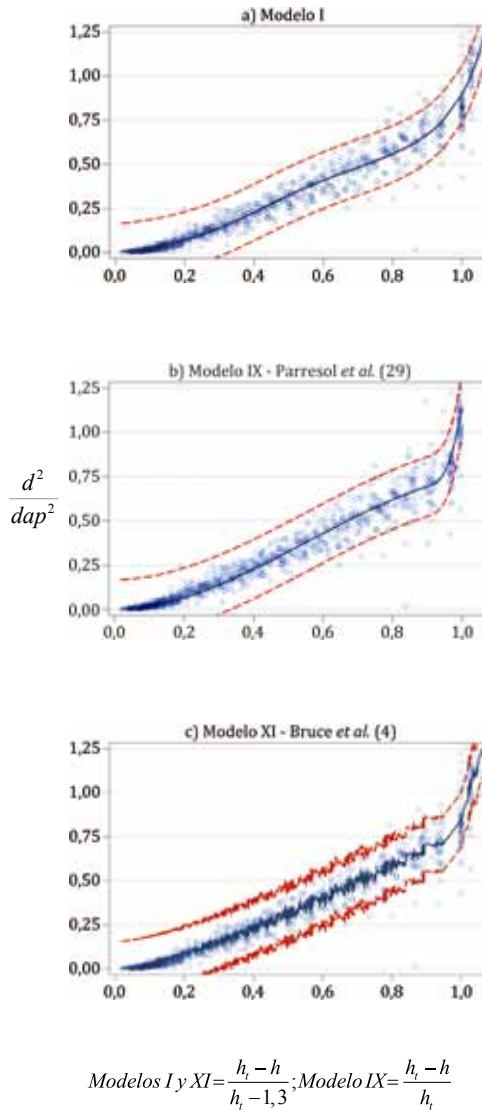 a) Modelo I
1,25
1,00
0,75
0,50
0,25
0,00
0,0 0,2 0,4 0,6 0,8 1,0
b) Modelo IX - Parresol et al. (29)
1,25
1,00
0,75
0,50
0,25
0,00
0,0 0,2 0,4 0,6 0,8 1,0
d²
dap²
c) Modelo XI - Bruce et al. (4)
1,25
1,00
0,75
0,50
0,25
0,00
0,0 0,2 0,4 0,6 0,8 1,0
Modelos I y XI = (h_t − h)/(h_t − 1,3); Modelo IX = (h_t − h)/h_t